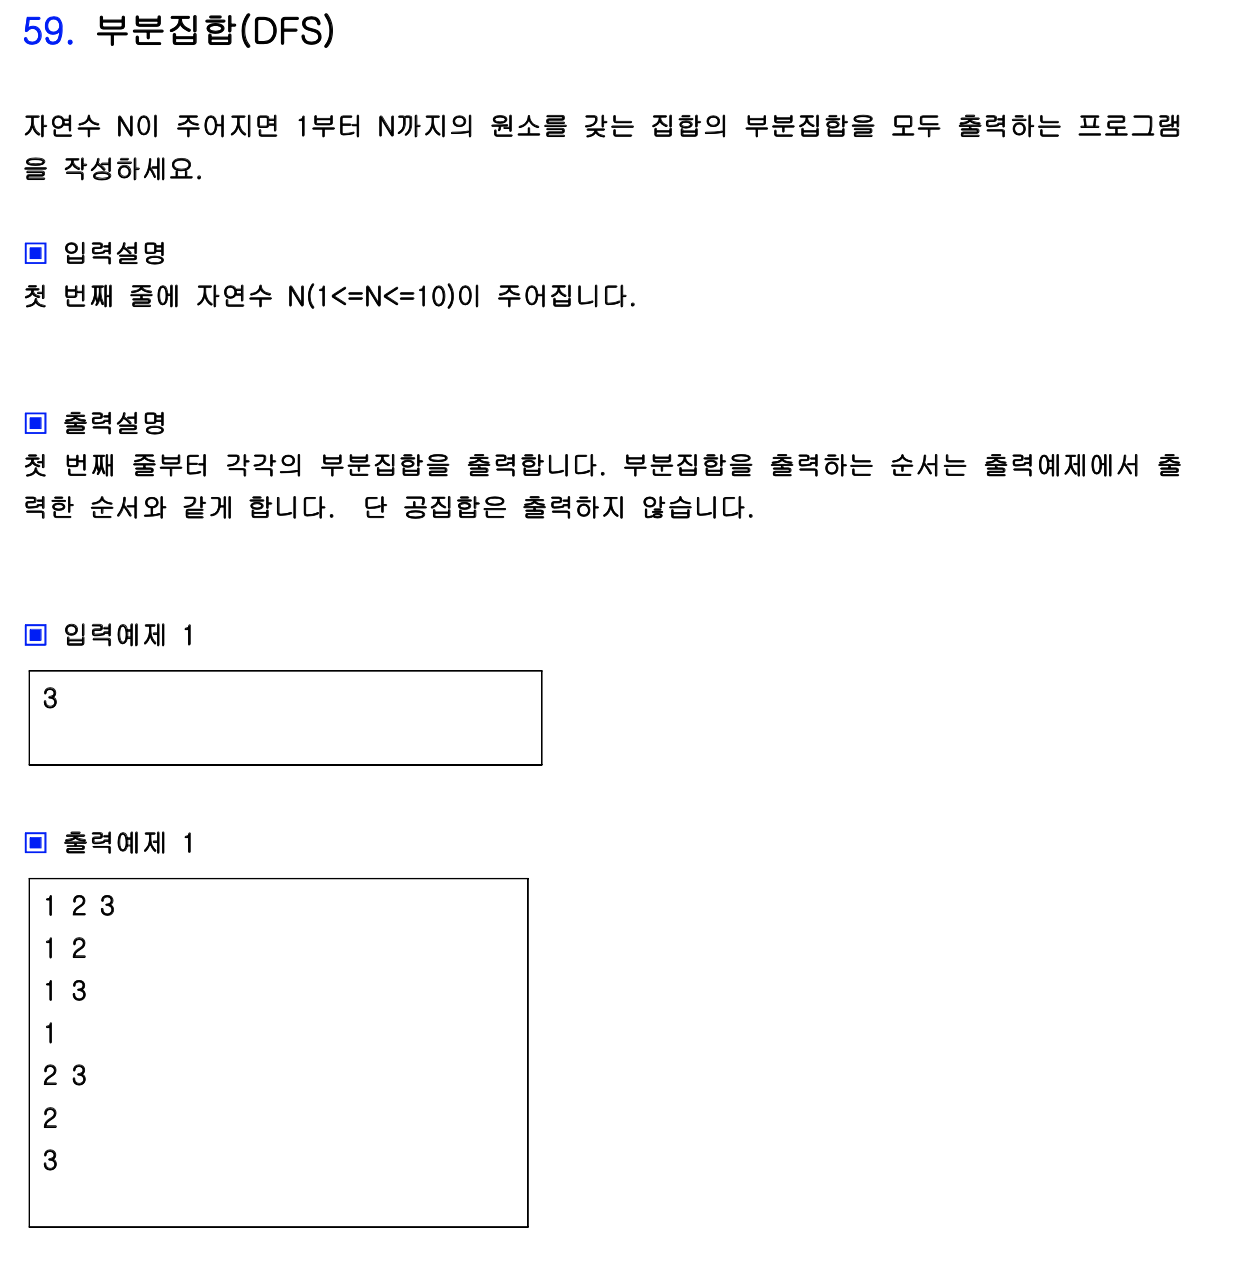 59. 부분집합(DFS)
자연수 N이 주어지면 1부터 N까지의 원소를 갖는 집합의 부분집합을 모두 출력하는 프로그램
을 작성하세요.
▣ 입력설명
첫 번째 줄에 자연수 N(1<=N<=10)이 주어집니다.
▣ 출력설명
첫 번째 줄부터 각각의 부분집합을 출력합니다. 부분집합을 출력하는 순서는 출력예제에서 출
력한 순서와 같게 합니다. 단 공집합은 출력하지 않습니다.
▣ 입력예제 1
3
▣ 출력예제 1
1 2 3
1 2
1 3
1
2 3
2
3